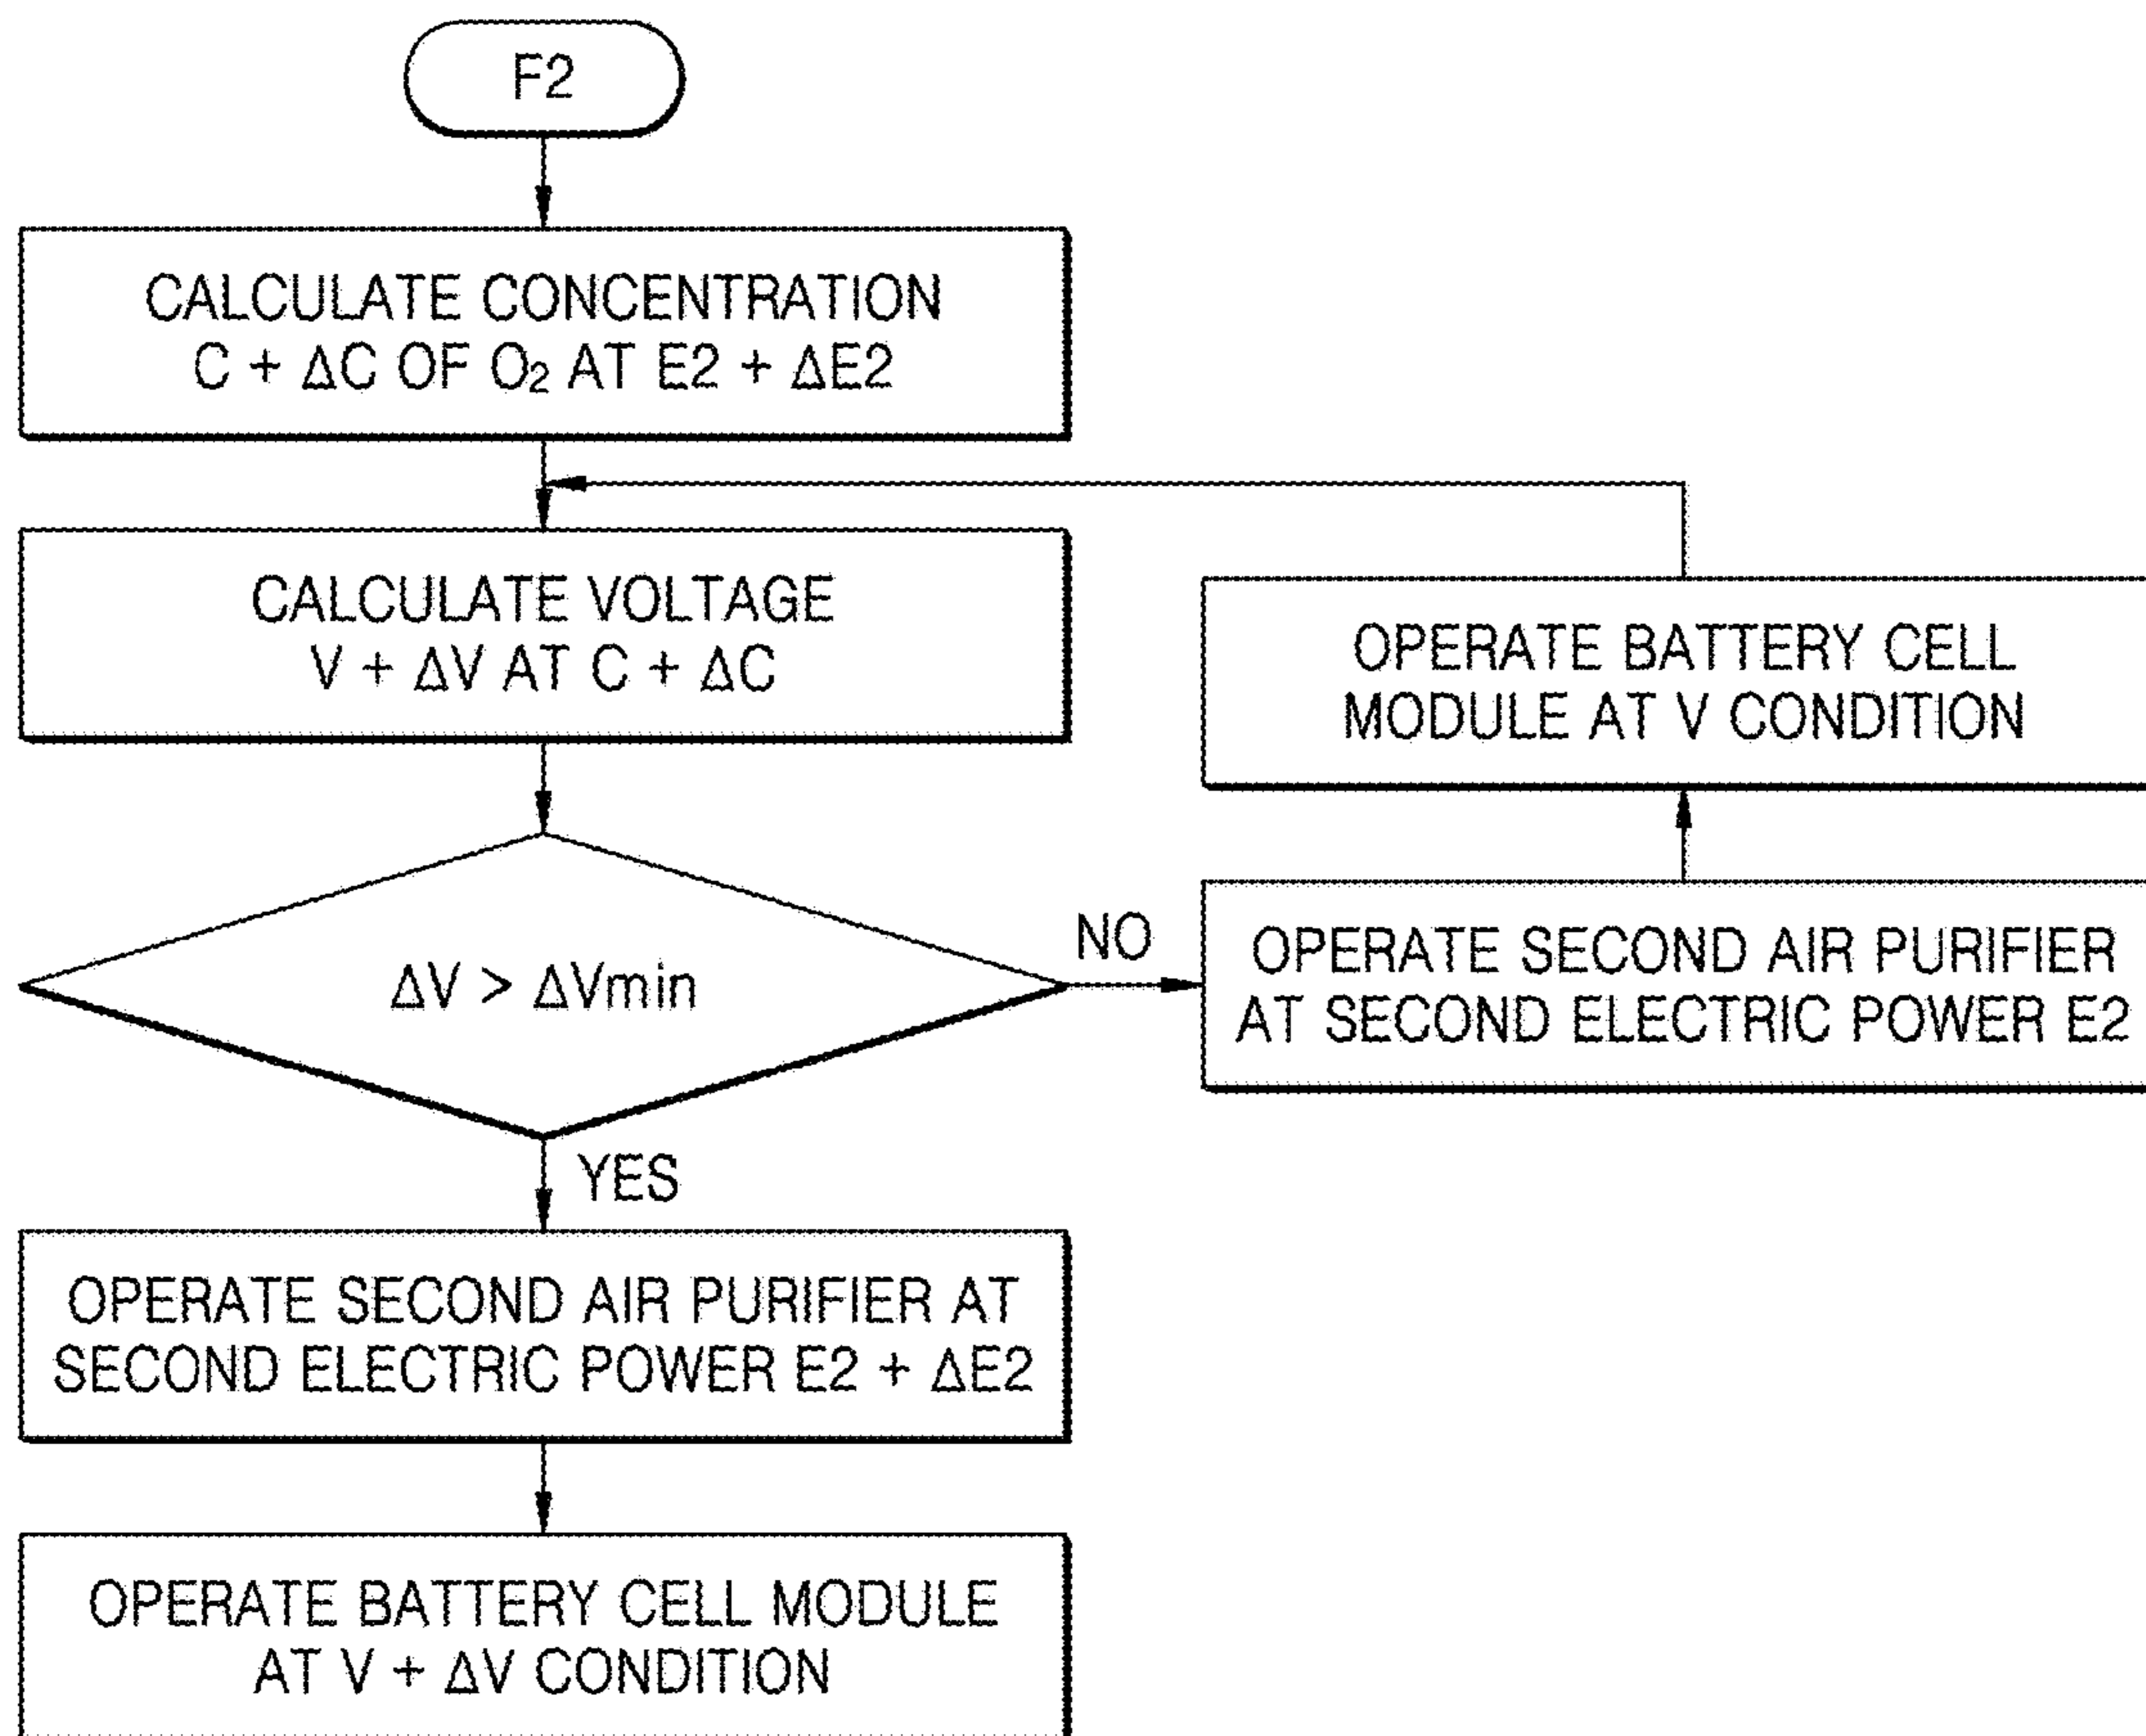 F2
CALCULATE CONCENTRATION
C + ΔC OF O₂ AT E2 + ΔE2
CALCULATE VOLTAGE
V + ΔV AT C + ΔC
OPERATE BATTERY CELL
MODULE AT V CONDITION
ΔV > ΔVmin
NO
OPERATE SECOND AIR PURIFIER
AT SECOND ELECTRIC POWER E2
YES
OPERATE SECOND AIR PURIFIER AT
SECOND ELECTRIC POWER E2 + ΔE2
OPERATE BATTERY CELL MODULE
AT V + ΔV CONDITION